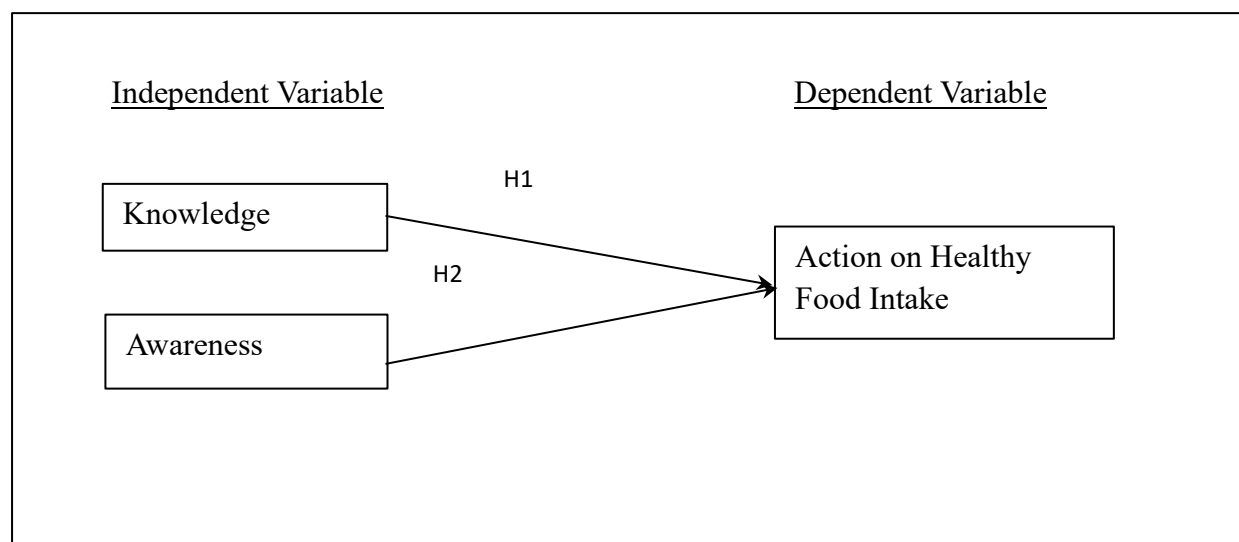 Independent Variable
Dependent Variable
H1
Knowledge
H2
Awareness
Action on Healthy
Food Intake